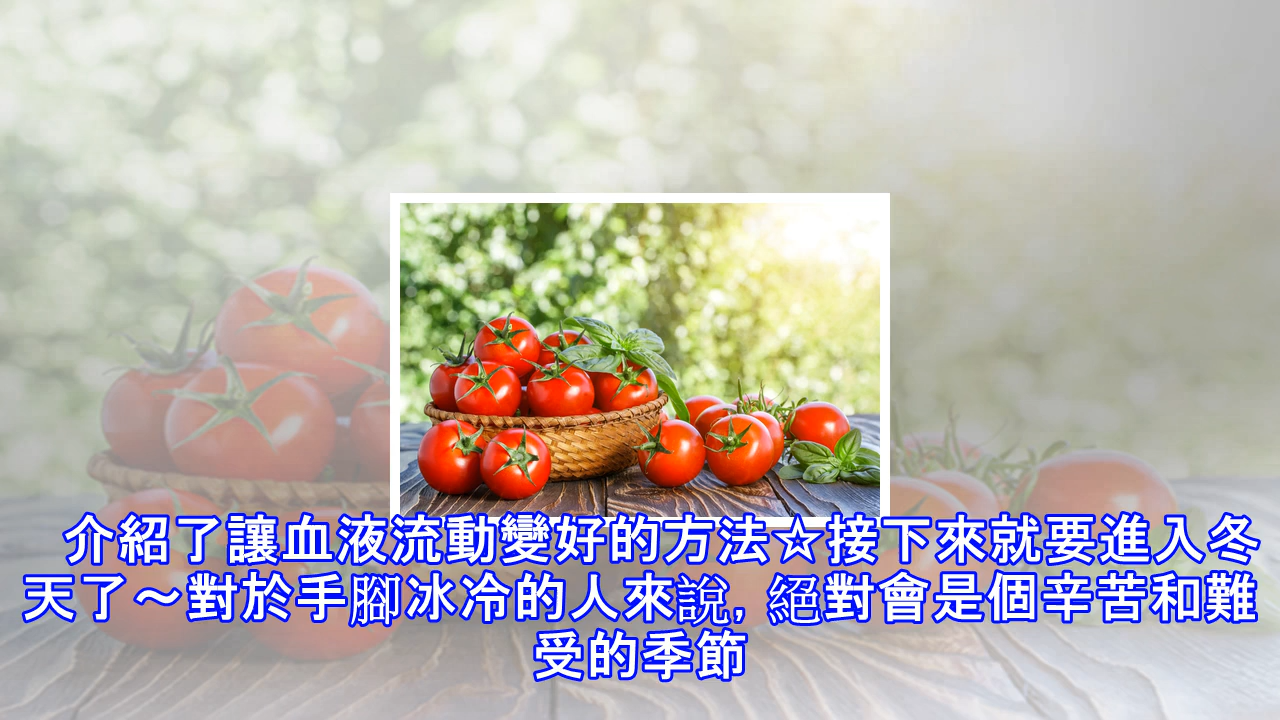 介紹了讓血液流動變好的方法☆接下來就要進入冬
天了～對於手腳冰冷的人來說, 絕對會是個辛苦和難
受的季節